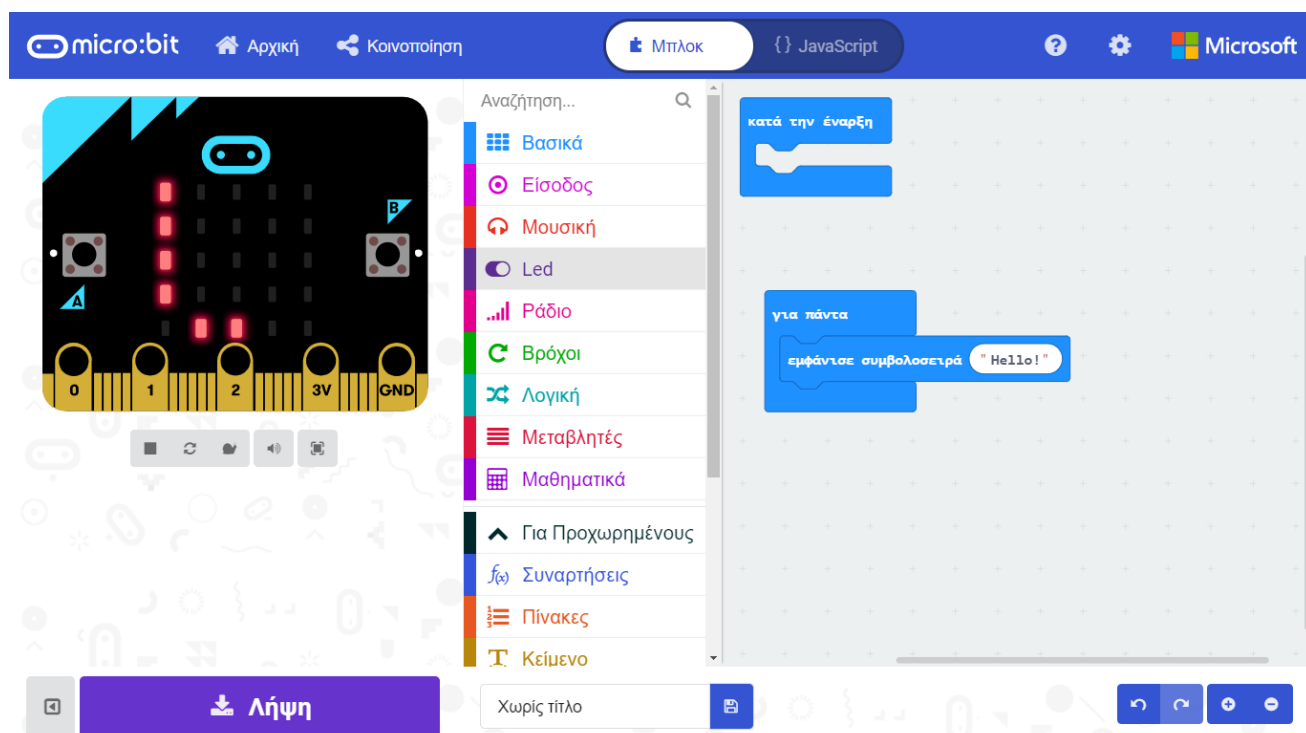 micro:bit Αρχική Κοινοποίηση Μπλοκ {} JavaScript Microsoft
Αναζήτηση...
Βασικά
Είσοδος
Μουσική
Led
Ράδιο
Βρόχοι
Λογική
Μεταβλητές
Μαθηματικά
Για Προχωρημένους
f(x) Συναρτήσεις
Πίνακες
Κείμενο
B
A
0 1 2 3V GND
κατά την έναρξη
για πάντα
εμφάνισε συμβολοσειρά "Hello!"
Λήψη
Χωρίς τίτλο